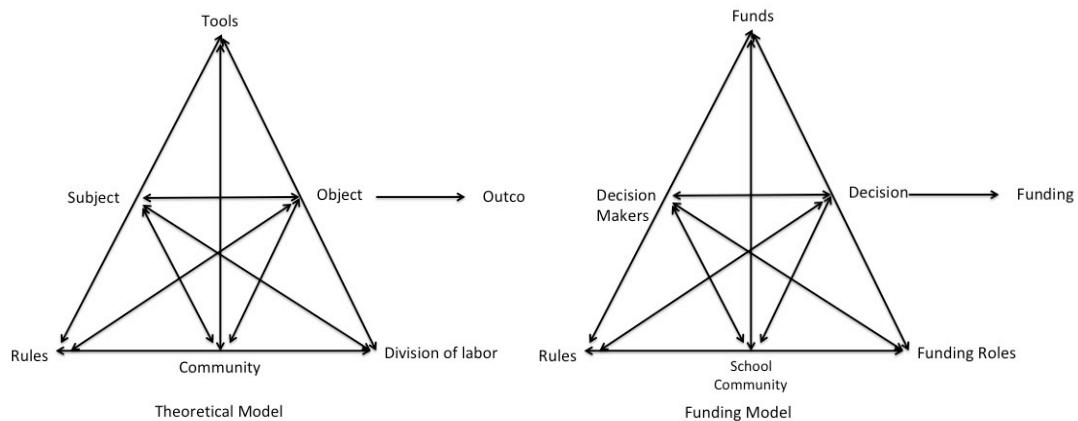 Tools
Subject
Object
Outco
Rules
Community
Division of labor
Theoretical Model
Funds
Decision
Makers
Decision
Funding
Rules
School
Community
Funding Roles
Funding Model